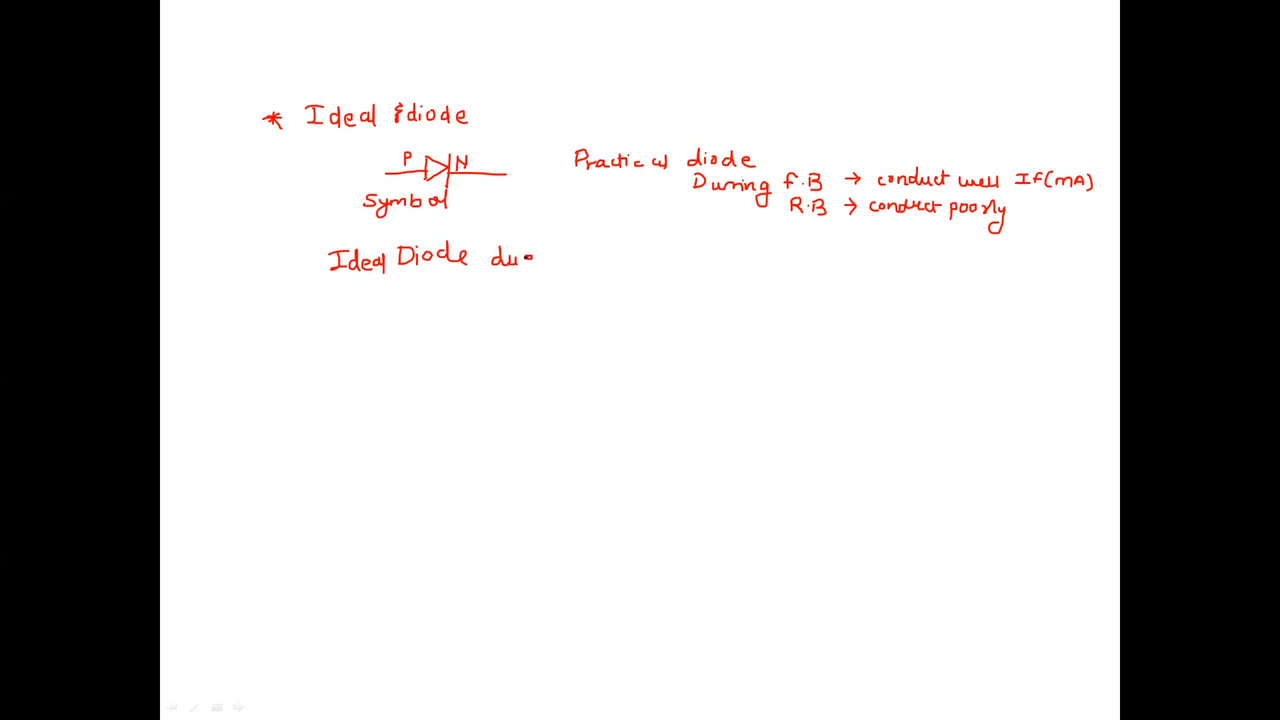 * Ideal diode
P N
Symbol
Practical diode
During F.B → conduct well If(mA)
R.B → conduct poorly
Ideal Diode du